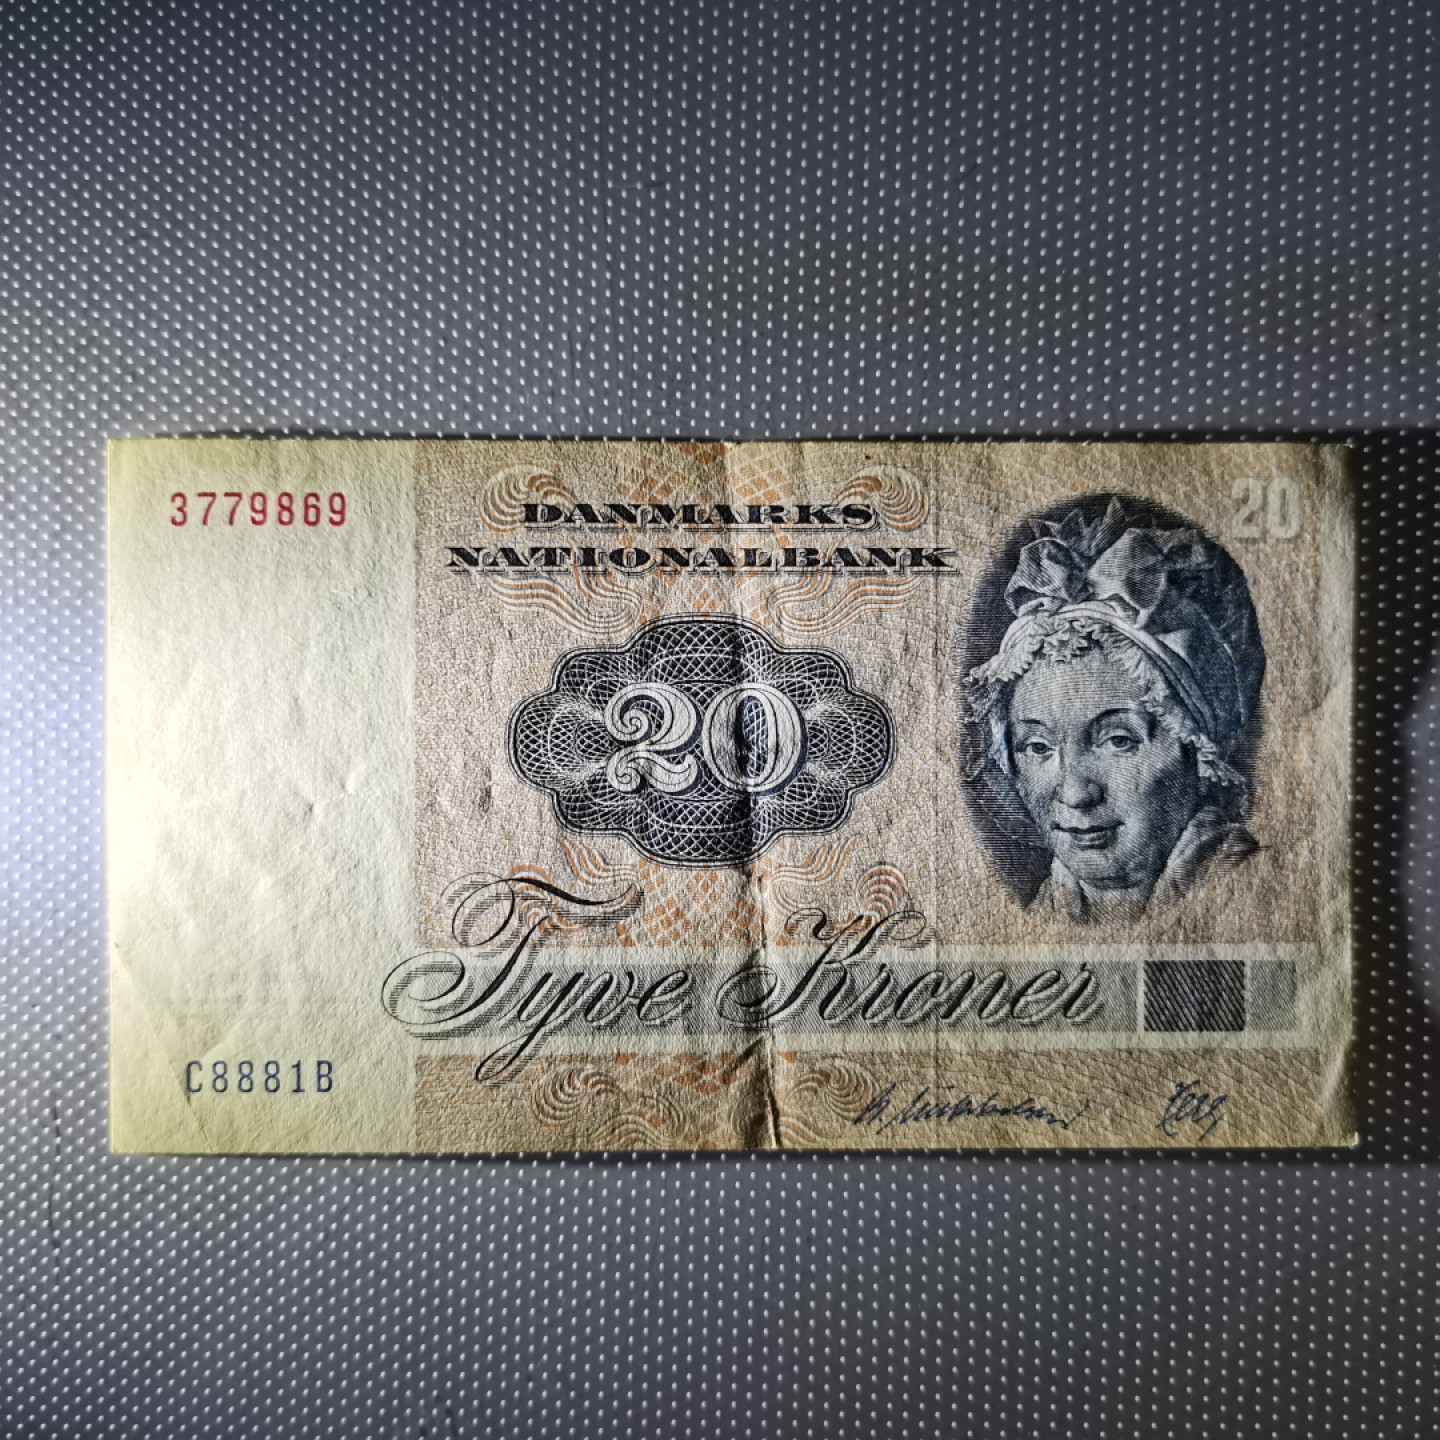 3779869
DANMARKS
NATIONALBANK
20
20
Tyve Kroner
C8881B